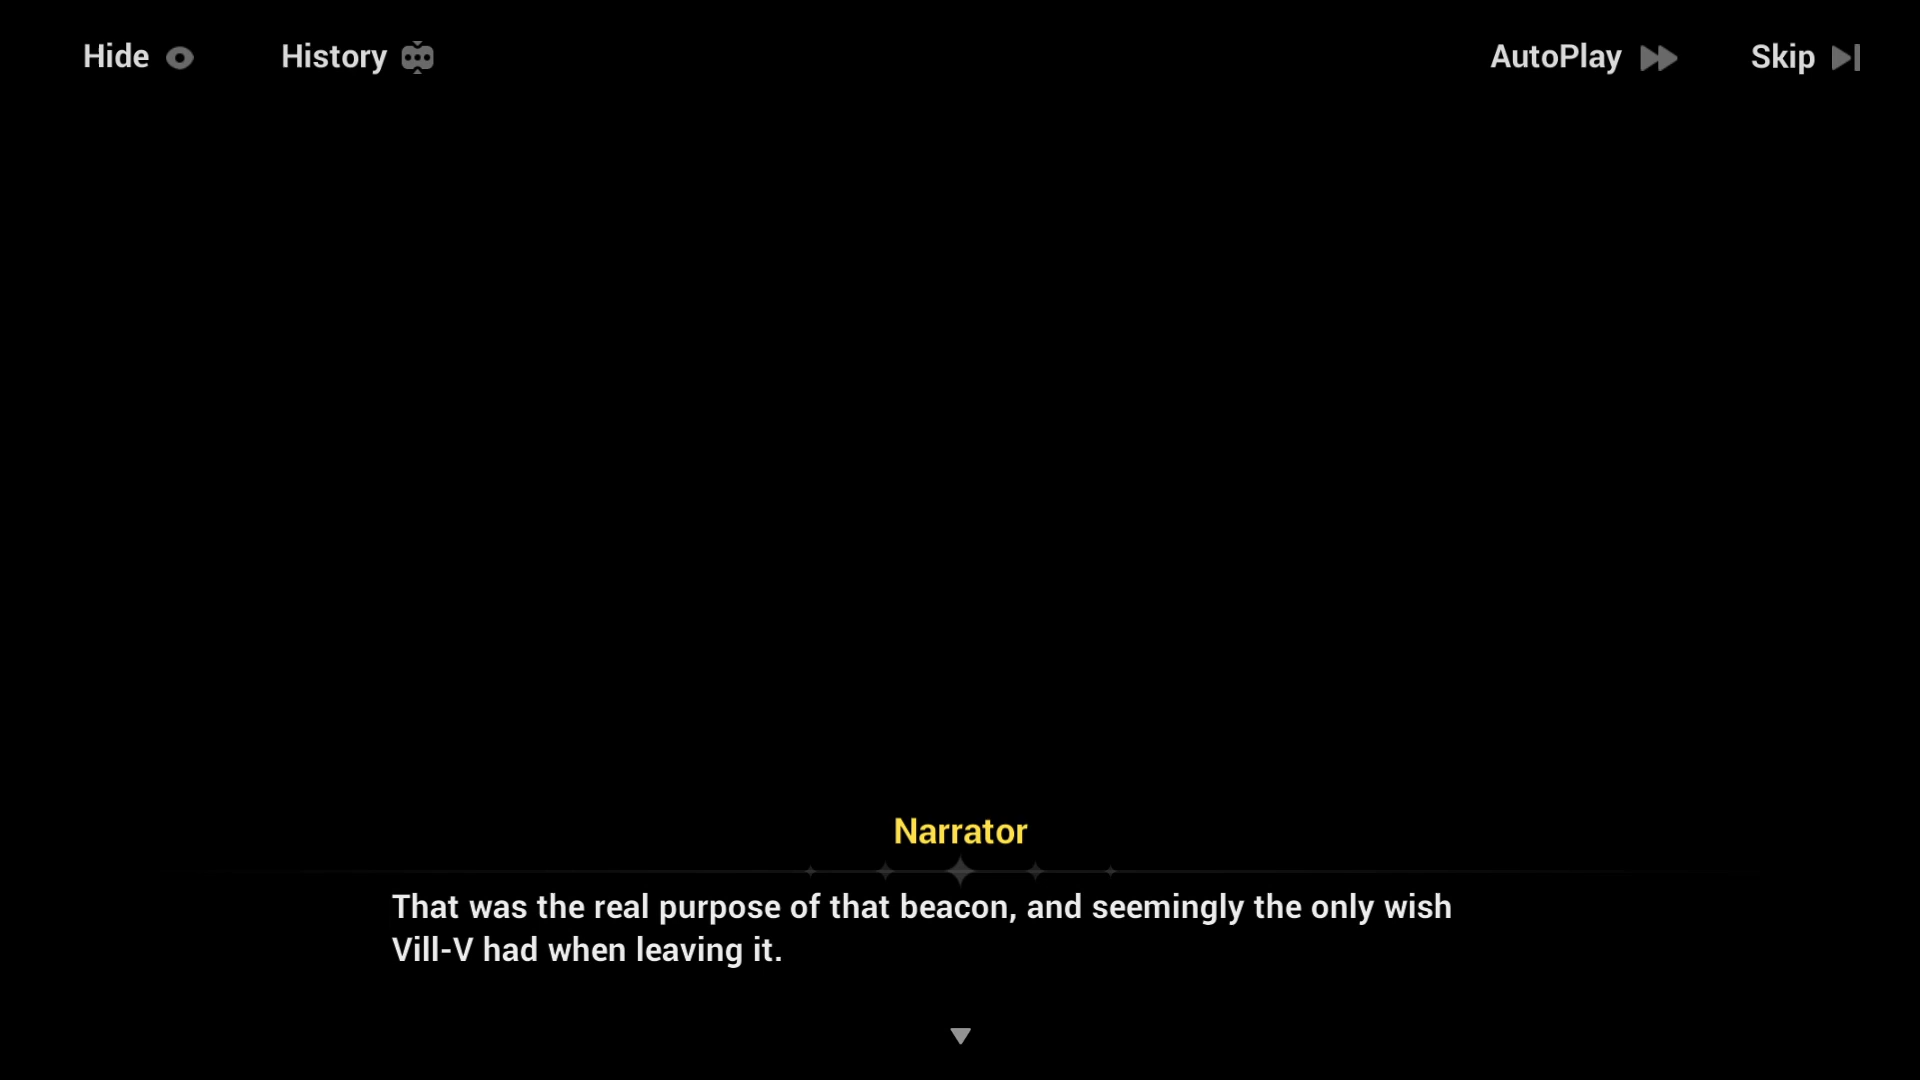 Hide
History
AutoPlay
Skip
Narrator
That was the real purpose of that beacon, and seemingly the only wish
Vill-V had when leaving it.